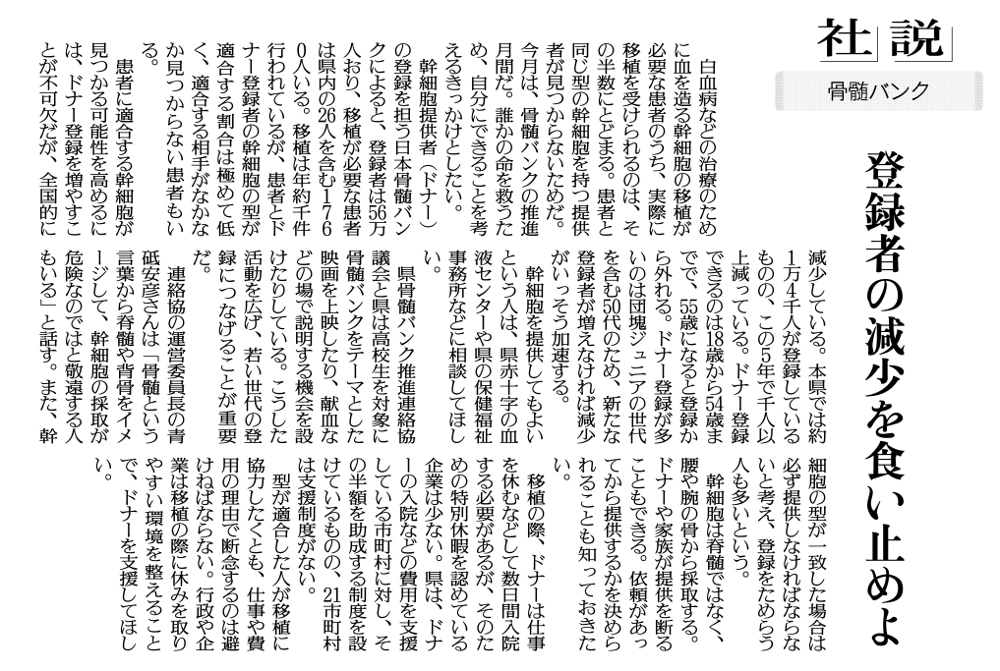 社説
骨髄バンク
登録者の減少を食い止めよ
　白血病などの治療のため
に血を造る幹細胞の移植が
必要な患者のうち、実際に
移植を受けられるのは、そ
の半数にとどまる。患者と
同じ型の幹細胞を持つ提供
者が見つからないためだ。
今月は、骨髄バンクの推進
月間だ。誰かの命を救うた
め、自分にできることを考
えるきっかけとしたい。
　幹細胞提供者（ドナー）
の登録を担う日本骨髄バン
クによると、登録者は56万
人おり、移植が必要な患者
は県内の26人を含む176
0人いる。移植は年約千件
行われているが、患者とド
ナー登録者の幹細胞の型が
適合する割合は極めて低
く、適合する相手がなかな
か見つからない患者もい
る。
　患者に適合する幹細胞が
見つかる可能性を高めるに
は、ドナー登録を増やすこ
とが不可欠だが、全国的に
減少している。本県では約
1万4千人が登録している
ものの、この5年で千人以
上減っている。ドナー登録
できるのは18歳から54歳ま
でで、55歳になると登録か
ら外れる。ドナー登録が多
いのは団塊ジュニアの世代
を含む50代のため、新たな
登録者が増えなければ減少
がいっそう加速する。
　幹細胞を提供してもよい
という人は、県赤十字の血
液センターや県の保健福祉
事務所などに相談してほし
い。
　県骨髄バンク推進連絡協
議会と県は高校生を対象に
骨髄バンクをテーマとした
映画を上映したり、献血な
どの場で説明する機会を設
けたりしている。こうした
活動を広げ、若い世代の登
録につなげることが重要
だ。
　連絡協の運営委員長の青
砥安彦さんは「骨髄という
言葉から脊髄や背骨をイメ
ージして、幹細胞の採取が
危険なのではと敬遠する人
もいる」と話す。また、幹
細胞の型が一致した場合は
必ず提供しなければならな
いと考え、登録をためらう
人も多いという。
　幹細胞は脊髄ではなく、
腰や腕の骨から採取する。
ドナーや家族が提供を断る
こともできる。依頼があっ
てから提供するかを決めら
れることも知っておきた
い。
　移植の際、ドナーは仕事
を休むなどして数日間入院
する必要があるが、そのた
めの特別休暇を認めている
企業は少ない。県は、ドナ
ーの入院などの費用を支援
している市町村に対し、そ
の半額を助成する制度を設
けているものの、21市町村
は支援制度がない。
　型が適合した人が移植に
協力したくとも、仕事や費
用の理由で断念するのは避
けねばならない。行政や企
業は移植の際に休みを取り
やすい環境を整えること
で、ドナーを支援してほし
い。